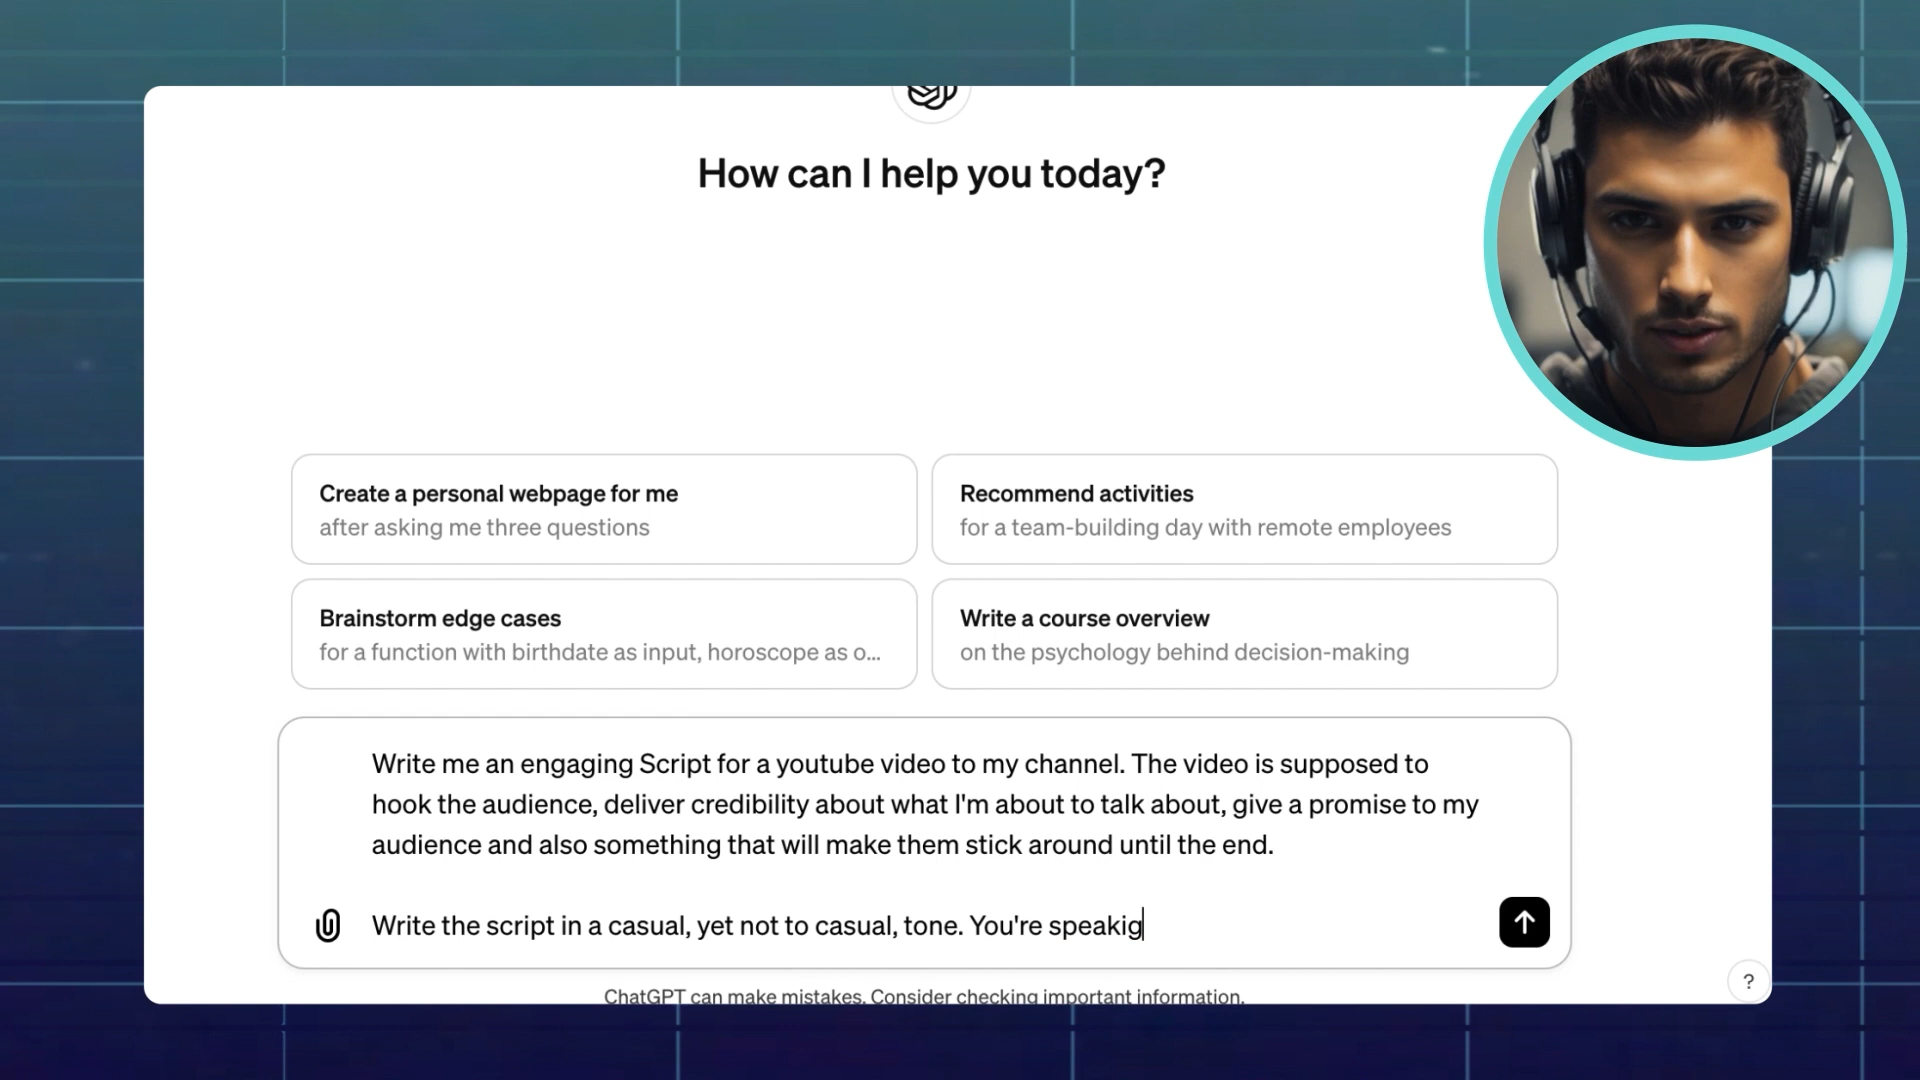 How can I help you today?
Create a personal webpage for me
after asking me three questions
Recommend activities
for a team-building day with remote employees
Brainstorm edge cases
for a function with birthdate as input, horoscope as o...
Write a course overview
on the psychology behind decision-making
Write me an engaging Script for a youtube video to my channel. The video is supposed to
hook the audience, deliver credibility about what I'm about to talk about, give a promise to my
audience and also something that will make them stick around until the end.
Write the script in a casual, yet not to casual, tone. You're speakig
ChatGPT can make mistakes. Consider checking important information.
?